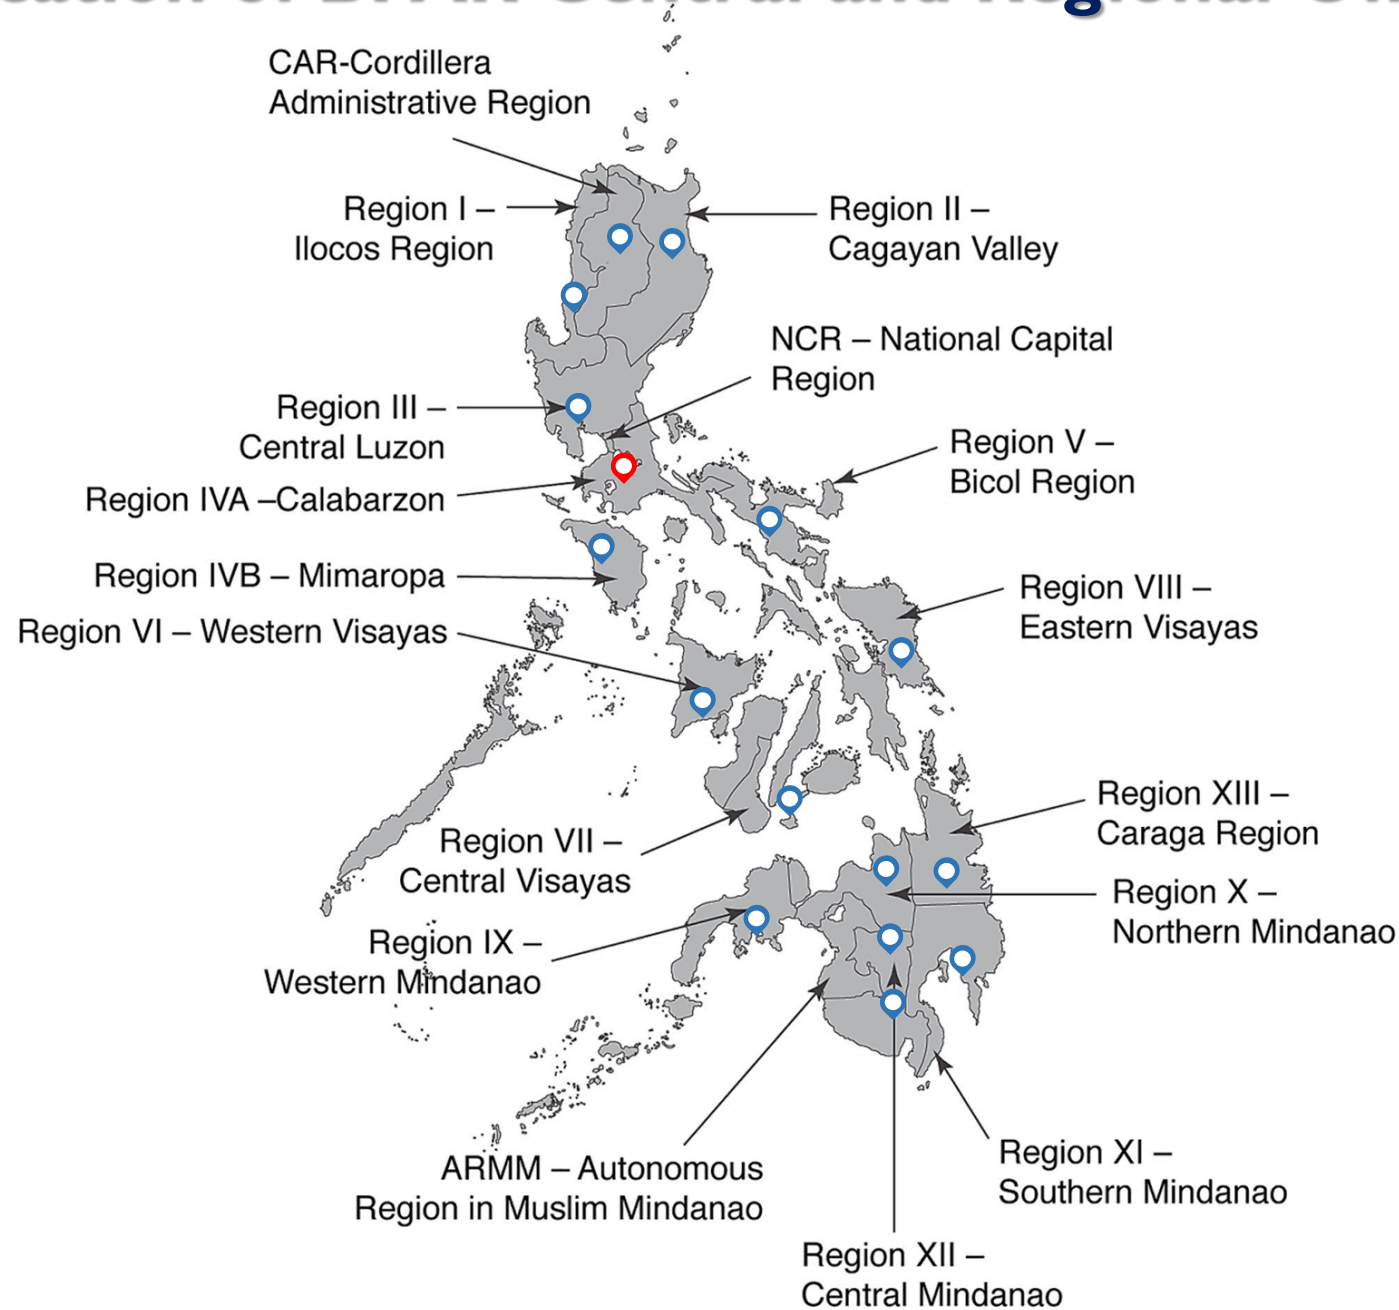 and Regional
CAR-Cordillera
Administrative Region
Region I –
Ilocos Region
Region II –
Cagayan Valley
NCR – National Capital
Region
Region III –
Central Luzon
Region V –
Bicol Region
Region IVA –Calabarzon
Region IVB – Mimaropa
Region VIII –
Eastern Visayas
Region VI – Western Visayas
Region XIII –
Caraga Region
Region VII –
Central Visayas
Region X –
Northern Mindanao
Region IX –
Western Mindanao
ARMM – Autonomous
Region in Muslim Mindanao
Region XI –
Southern Mindanao
Region XII –
Central Mindanao